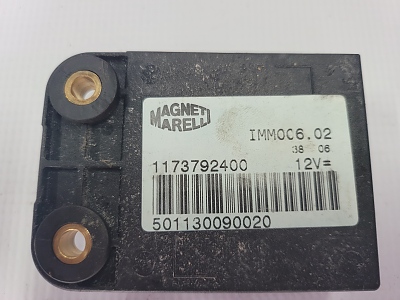 MAGNETI
MARELLI
IMMOC6.02
38 06
1173792400 12V=
501130090020